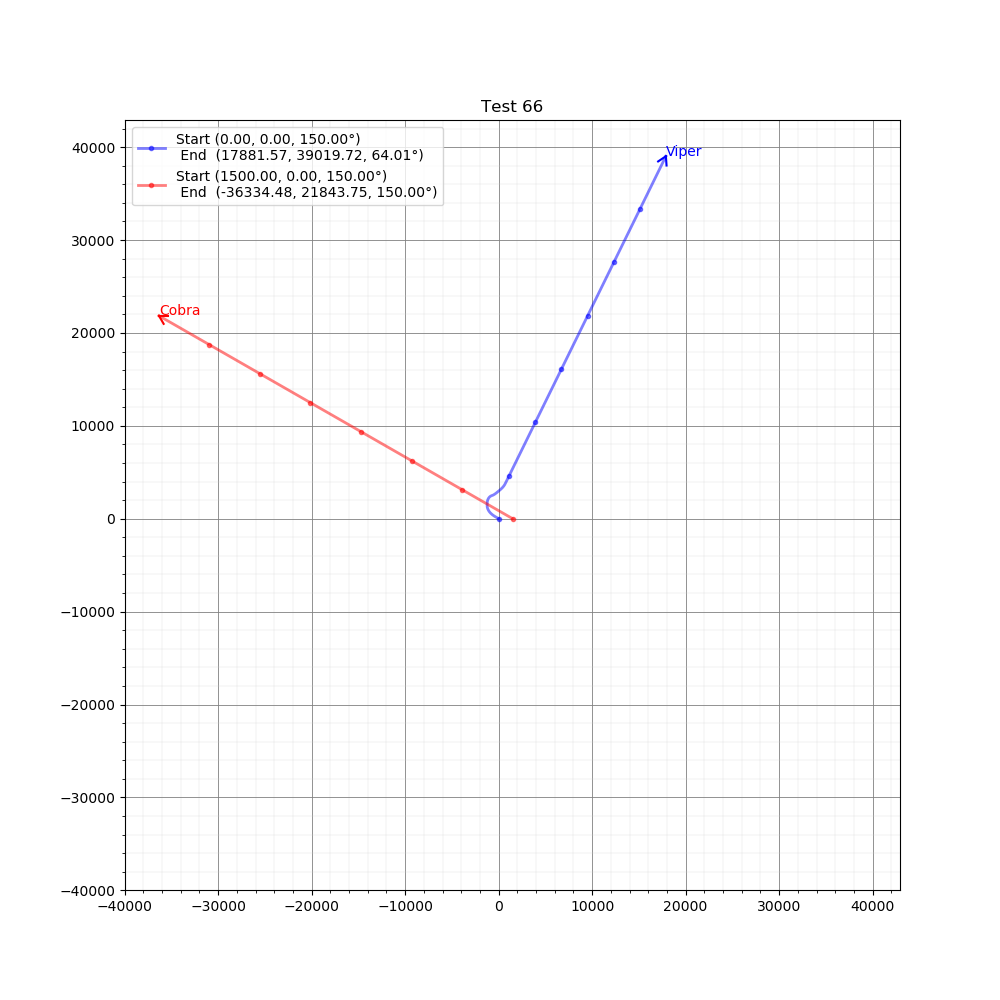 Test 66
Start (0.00, 0.00, 150.00°)
End (17881.57, 39019.72, 64.01°)
Start (1500.00, 0.00, 150.00°)
End (-36334.48, 21843.75, 150.00°)
Viper
Cobra
40000
30000
20000
10000
0
−10000
−20000
−30000
−40000
−40000 −30000 −20000 −10000 0 10000 20000 30000 40000